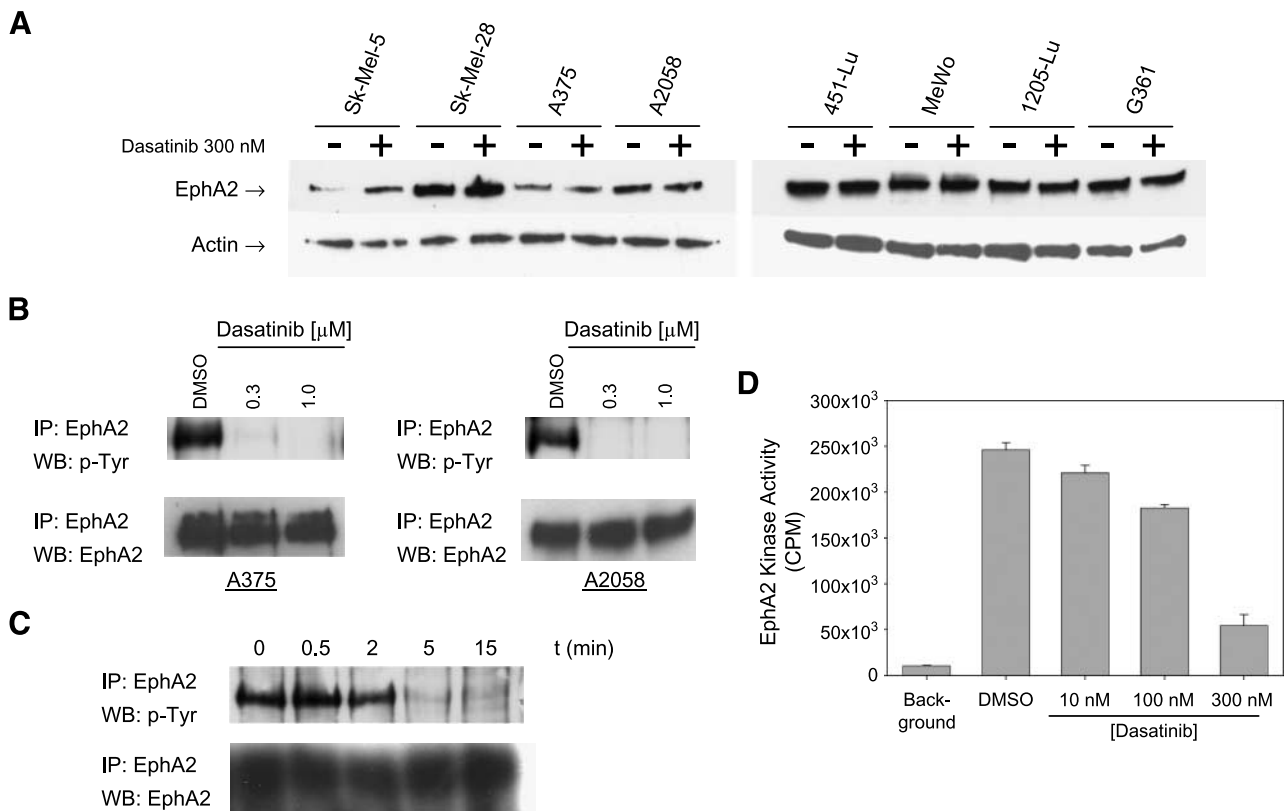 A
Sk-Mel-5
Sk-Mel-28
A375
A2058
451-Lu
MeWo
1205-Lu
G361
Dasatinib 300 nM - + - + - + - + - + - + - + - +
EphA2 →
Actin →
B
Dasatinib [µM]
DMSO
0.3
1.0
IP: EphA2
WB: p-Tyr
IP: EphA2
WB: EphA2
A375
Dasatinib [µM]
DMSO
0.3
1.0
IP: EphA2
WB: p-Tyr
IP: EphA2
WB: EphA2
A2058
C
0 0.5 2 5 15 t (min)
IP: EphA2
WB: p-Tyr
IP: EphA2
WB: EphA2
D
EphA2 Kinase Activity
(CPM)
300x10³
250x10³
200x10³
150x10³
100x10³
50x10³
0
Back-
ground
DMSO
10 nM
100 nM
300 nM
[Dasatinib]